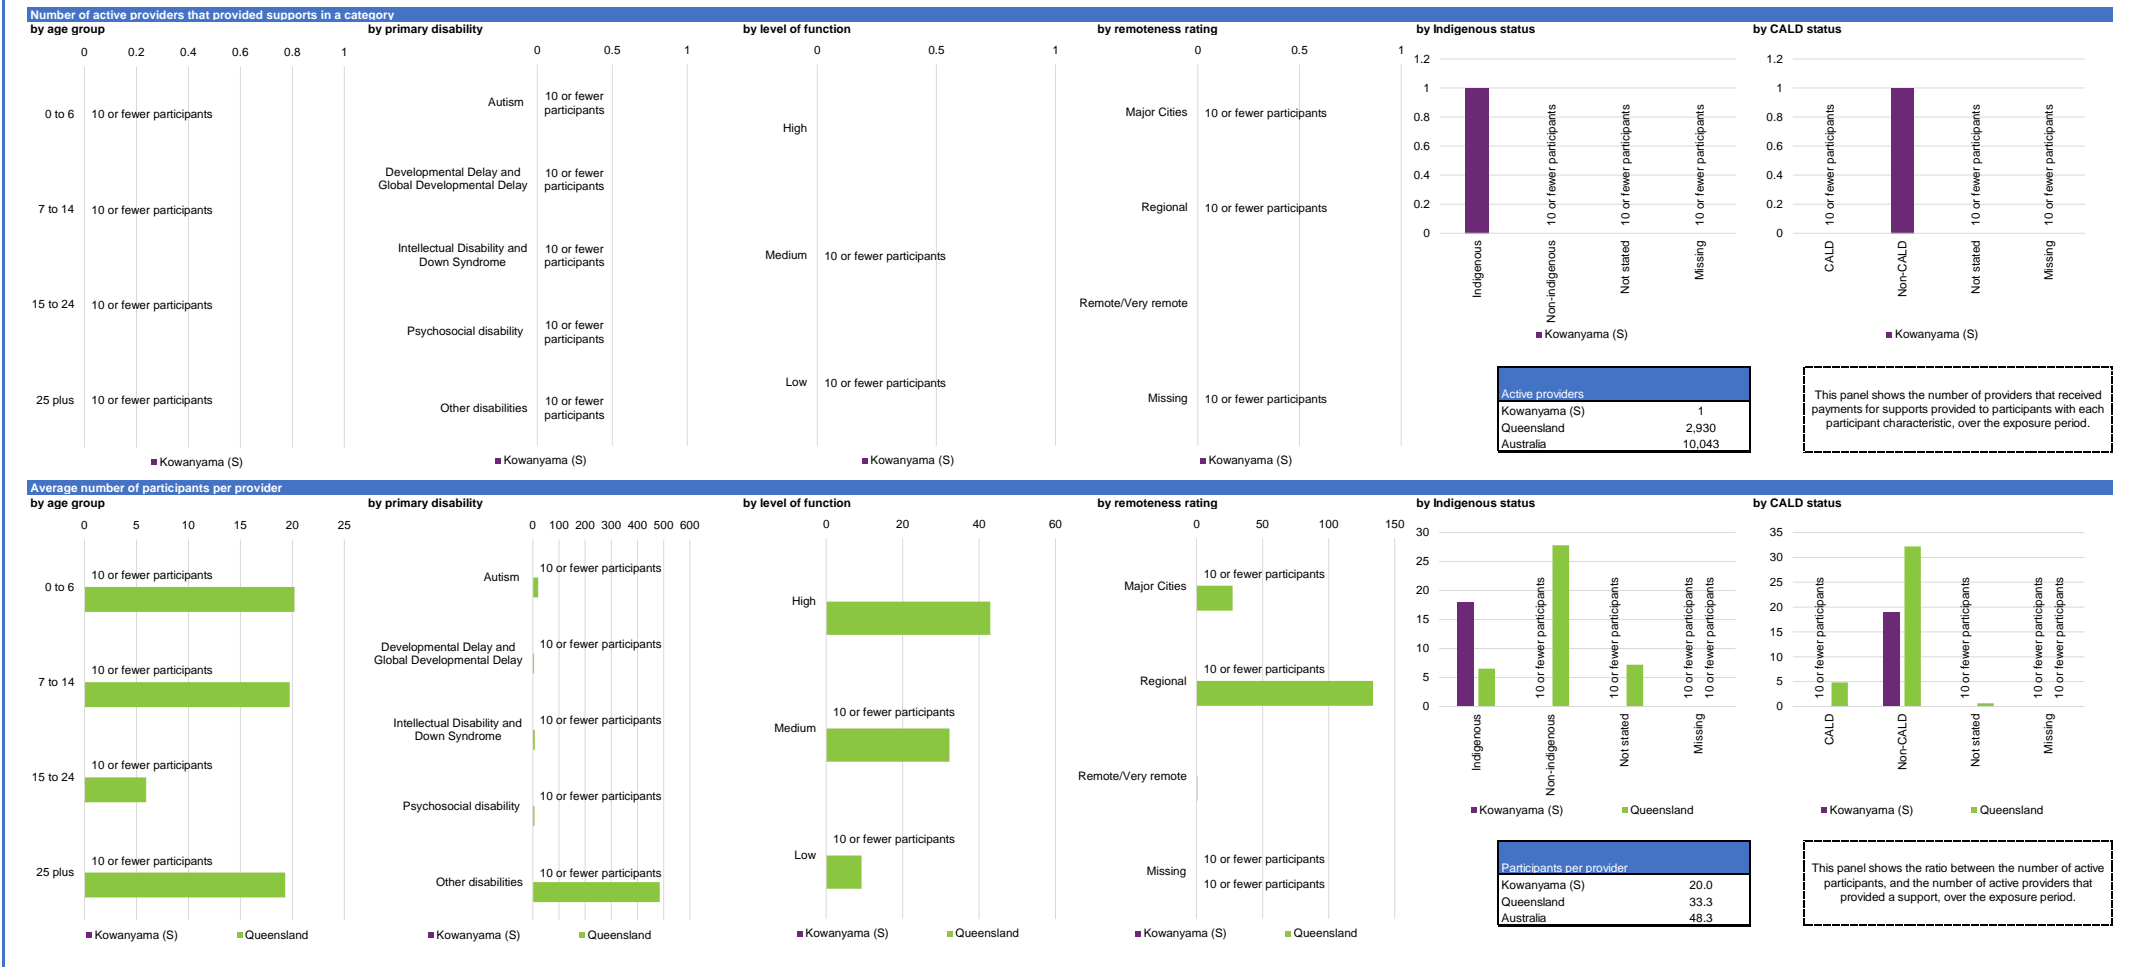 Number of active providers that provided supports in a category
by age group
0 0.2 0.4 0.6 0.8 1
0 to 6 10 or fewer participants
7 to 14 10 or fewer participants
15 to 24 10 or fewer participants
25 plus 10 or fewer participants
Kowanyama (S)
by primary disability
0 0.5 1
Autism 10 or fewer
participants
Developmental Delay and
Global Developmental Delay
10 or fewer
participants
Intellectual Disability and
Down Syndrome
10 or fewer
participants
Psychosocial disability 10 or fewer
participants
Other disabilities 10 or fewer
participants
Kowanyama (S)
by level of function
0 0.5 1
High
Medium 10 or fewer participants
Low 10 or fewer participants
Kowanyama (S)
by remoteness rating
0 0.5 1
Major Cities 10 or fewer participants
Regional 10 or fewer participants
Remote/Very remote
Missing 10 or fewer participants
Kowanyama (S)
by Indigenous status
1.2
1
0.8
0.6
0.4
0.2
0
10 or fewer participants
10 or fewer participants
10 or fewer participants
Indigenous
Non-indigenous
Not stated
Missing
Kowanyama (S)
by CALD status
1.2
1
0.8
0.6
0.4
0.2
0
10 or fewer participants
10 or fewer participants
10 or fewer participants
CALD
Non-CALD
Not stated
Missing
Kowanyama (S)
Active providers
Kowanyama (S) 1
Queensland 2,930
Australia 10,043
This panel shows the number of providers that received
payments for supports provided to participants with each
participant characteristic, over the exposure period.
Average number of participants per provider
by age group
0 5 10 15 20 25
0 to 6 10 or fewer participants
7 to 14 10 or fewer participants
15 to 24 10 or fewer participants
25 plus 10 or fewer participants
Kowanyama (S) Queensland
by primary disability
0 100 200 300 400 500 600
Autism 10 or fewer participants
Developmental Delay and
Global Developmental Delay
10 or fewer participants
Intellectual Disability and
Down Syndrome
10 or fewer participants
Psychosocial disability 10 or fewer participants
Other disabilities 10 or fewer participants
Kowanyama (S) Queensland
by level of function
0 20 40 60
High
Medium 10 or fewer participants
Low 10 or fewer participants
Kowanyama (S) Queensland
by remoteness rating
0 50 100 150
Major Cities 10 or fewer participants
Regional 10 or fewer participants
Remote/Very remote
Missing 10 or fewer participants
10 or fewer participants
Kowanyama (S) Queensland
by Indigenous status
30
25
20
15
10
5
0
10 or fewer participants
10 or fewer participants
10 or fewer participants
10 or fewer participants
Indigenous
Non-indigenous
Not stated
Missing
Kowanyama (S) Queensland
by CALD status
35
30
25
20
15
10
5
0
10 or fewer participants
10 or fewer participants
10 or fewer participants
10 or fewer participants
CALD
Non-CALD
Not stated
Missing
Kowanyama (S) Queensland
Participants per provider
Kowanyama (S) 20.0
Queensland 33.3
Australia 48.3
This panel shows the ratio between the number of active
participants, and the number of active providers that
provided a support, over the exposure period.